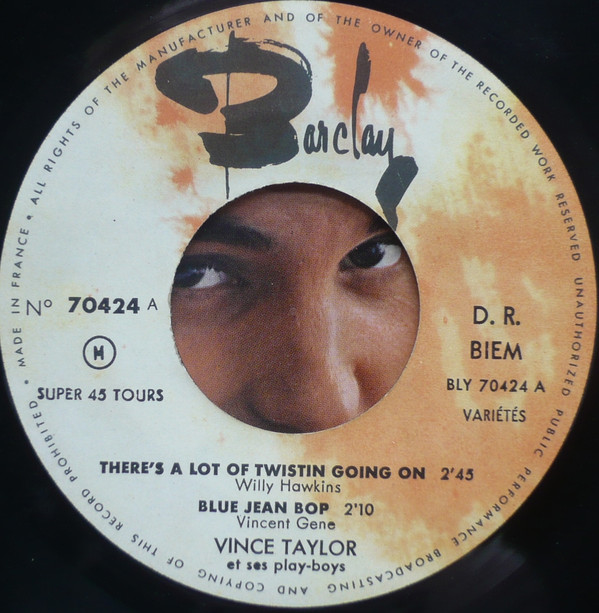 Barclay
MADE IN FRANCE • ALL RIGHTS OF THE MANUFACTURER AND OF THE OWNER OF THE RECORDED WORK RESERVED UNAUTHORIZED PUBLIC PERFORMANCE BROADCASTING AND COPYING OF THIS RECORD PROHIBITED •
Nº 70424 A
M
SUPER 45 TOURS
D. R.
BIEM
BLY 70424 A
VARIÉTÉS
THERE'S A LOT OF TWISTIN GOING ON 2'45
Willy Hawkins
BLUE JEAN BOP 2'10
Vincent Gene
VINCE TAYLOR
et ses play-boys